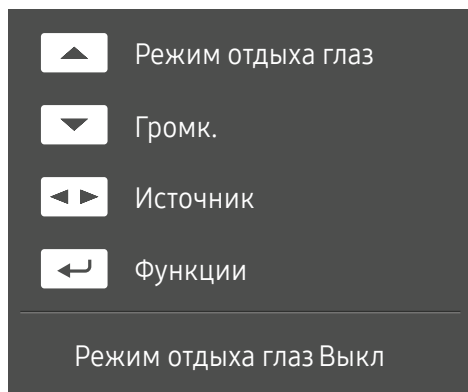 Режим отдыха глаз
Громк.
Источник
Функции
Режим отдыха глаз Выкл